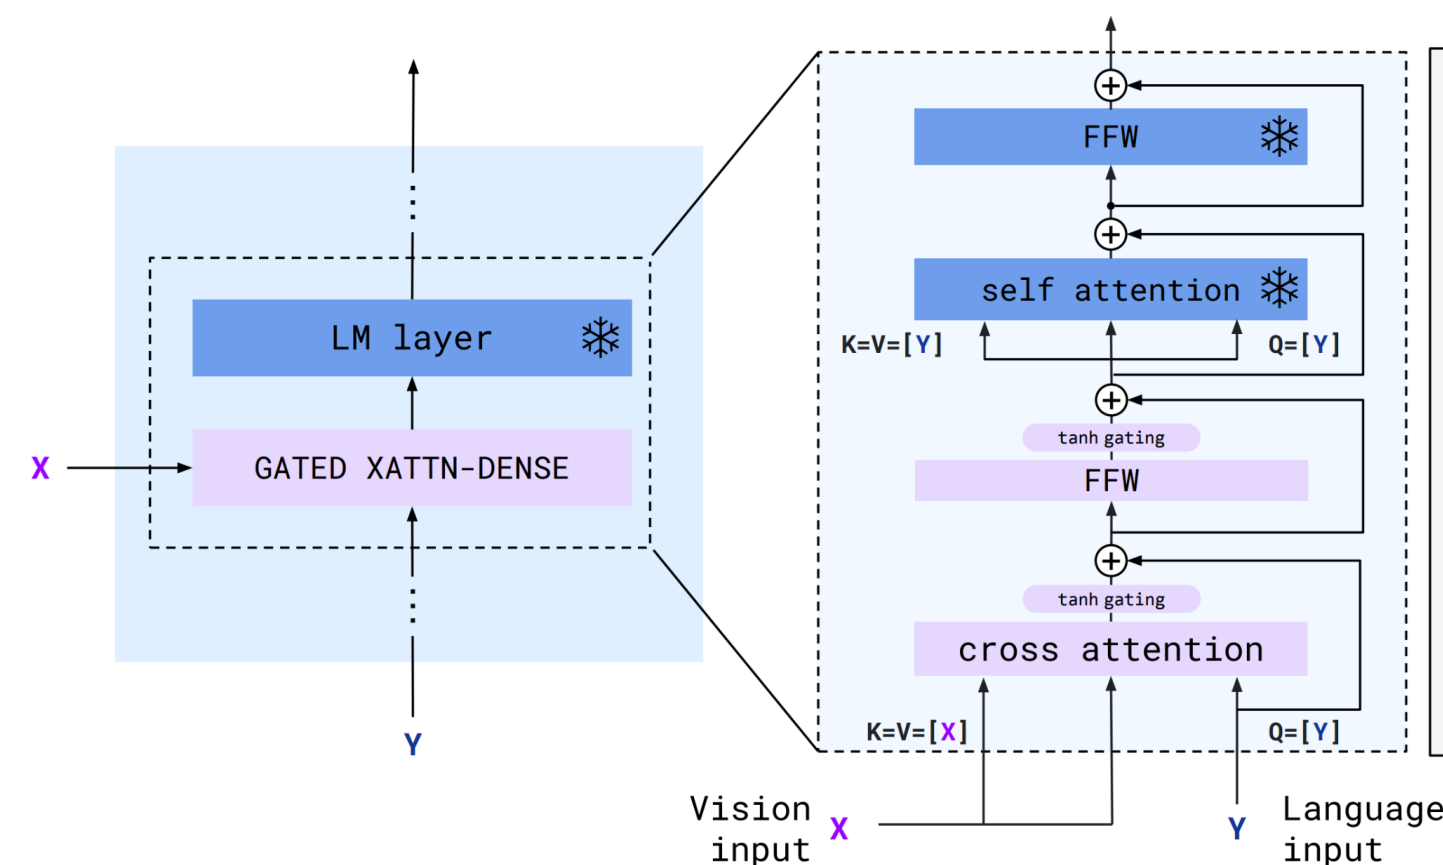 LM layer
X
GATED XATTN-DENSE
Y
FFW
self attention
K=V=[Y]
Q=[Y]
tanh gating
FFW
tanh gating
cross attention
K=V=[X]
Q=[Y]
Vision
input
X
Y
Language
input